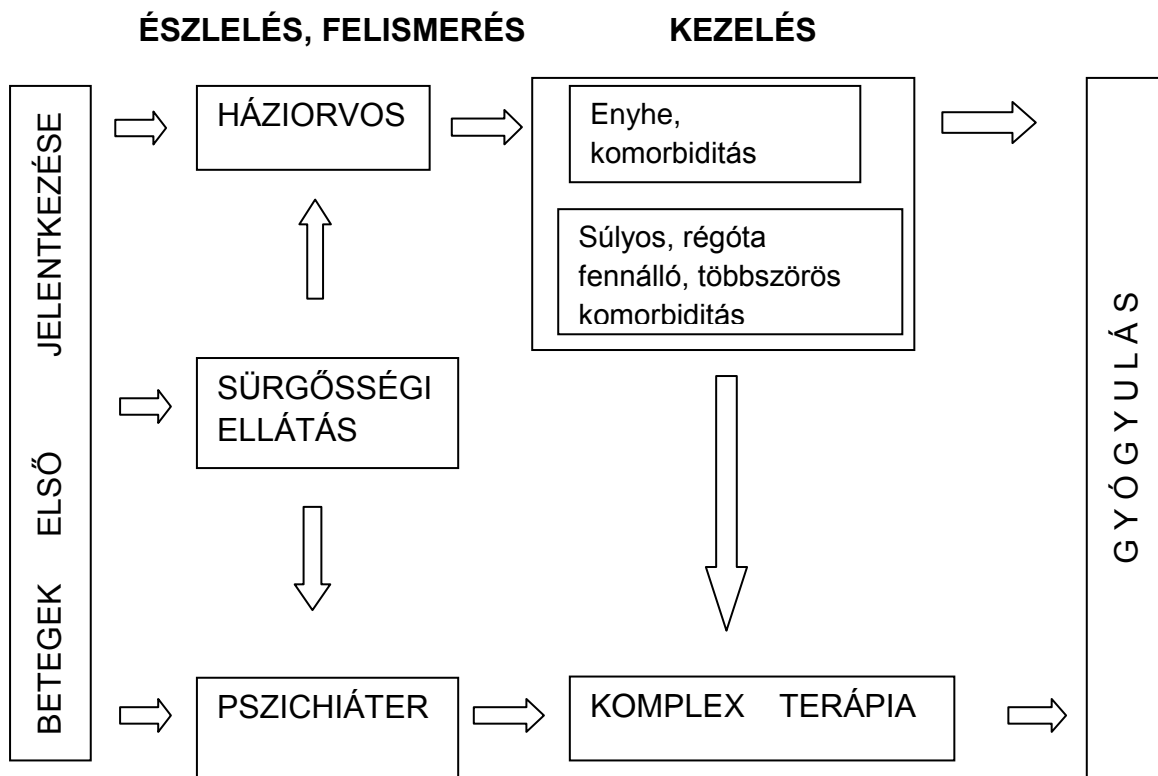 ÉSZLELÉS, FELISMERÉS
KEZELÉS
BETEGEK ELSŐ JELENTKEZÉSE
HÁZIORVOS
Enyhe,
komorbiditás
Súlyos, régóta
fennálló, többszörös
komorbiditás
SÜRGŐSSÉGI
ELLÁTÁS
PSZICHIÁTER
KOMPLEX TERÁPIA
GYÓGYULÁS